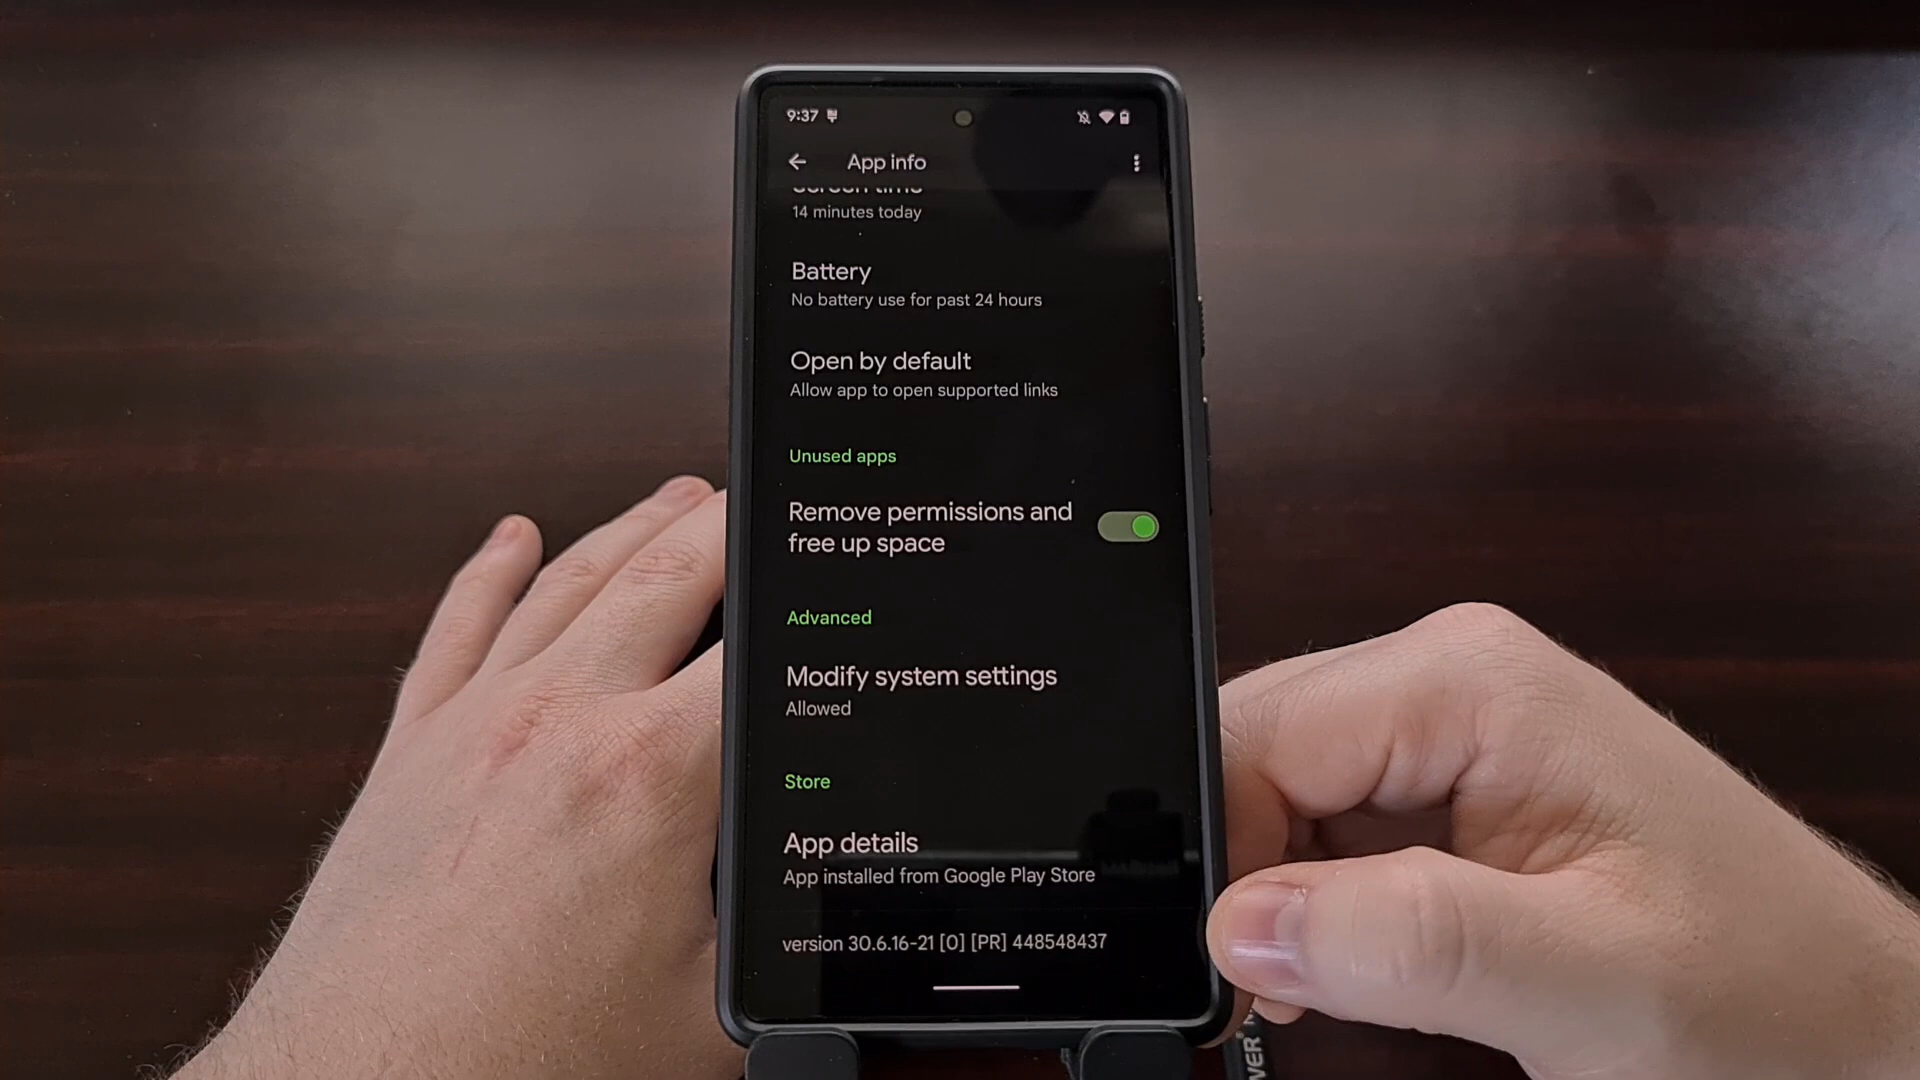 9:37
App info
Screen time
14 minutes today
Battery
No battery use for past 24 hours
Open by default
Allow app to open supported links
Unused apps
Remove permissions and
free up space
Advanced
Modify system settings
Allowed
Store
App details
App installed from Google Play Store
version 30.6.16-21 [0] [PR] 448548437